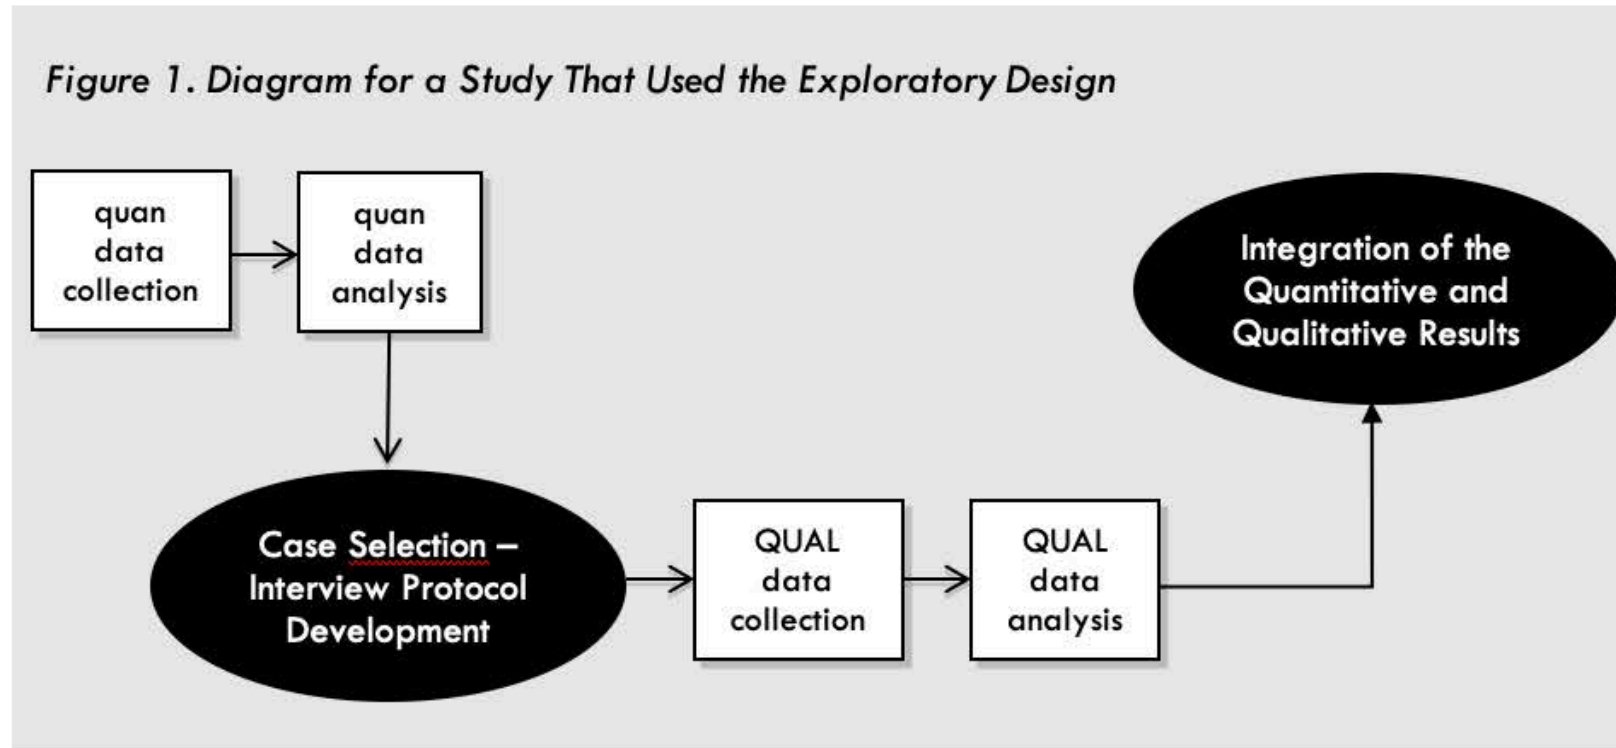 Figure 1. Diagram for a Study That Used the Exploratory Design
quan
data
collection
quan
data
analysis
Integration of the
Quantitative and
Qualitative Results
Case Selection –
Interview Protocol
Development
QUAL
data
collection
QUAL
data
analysis